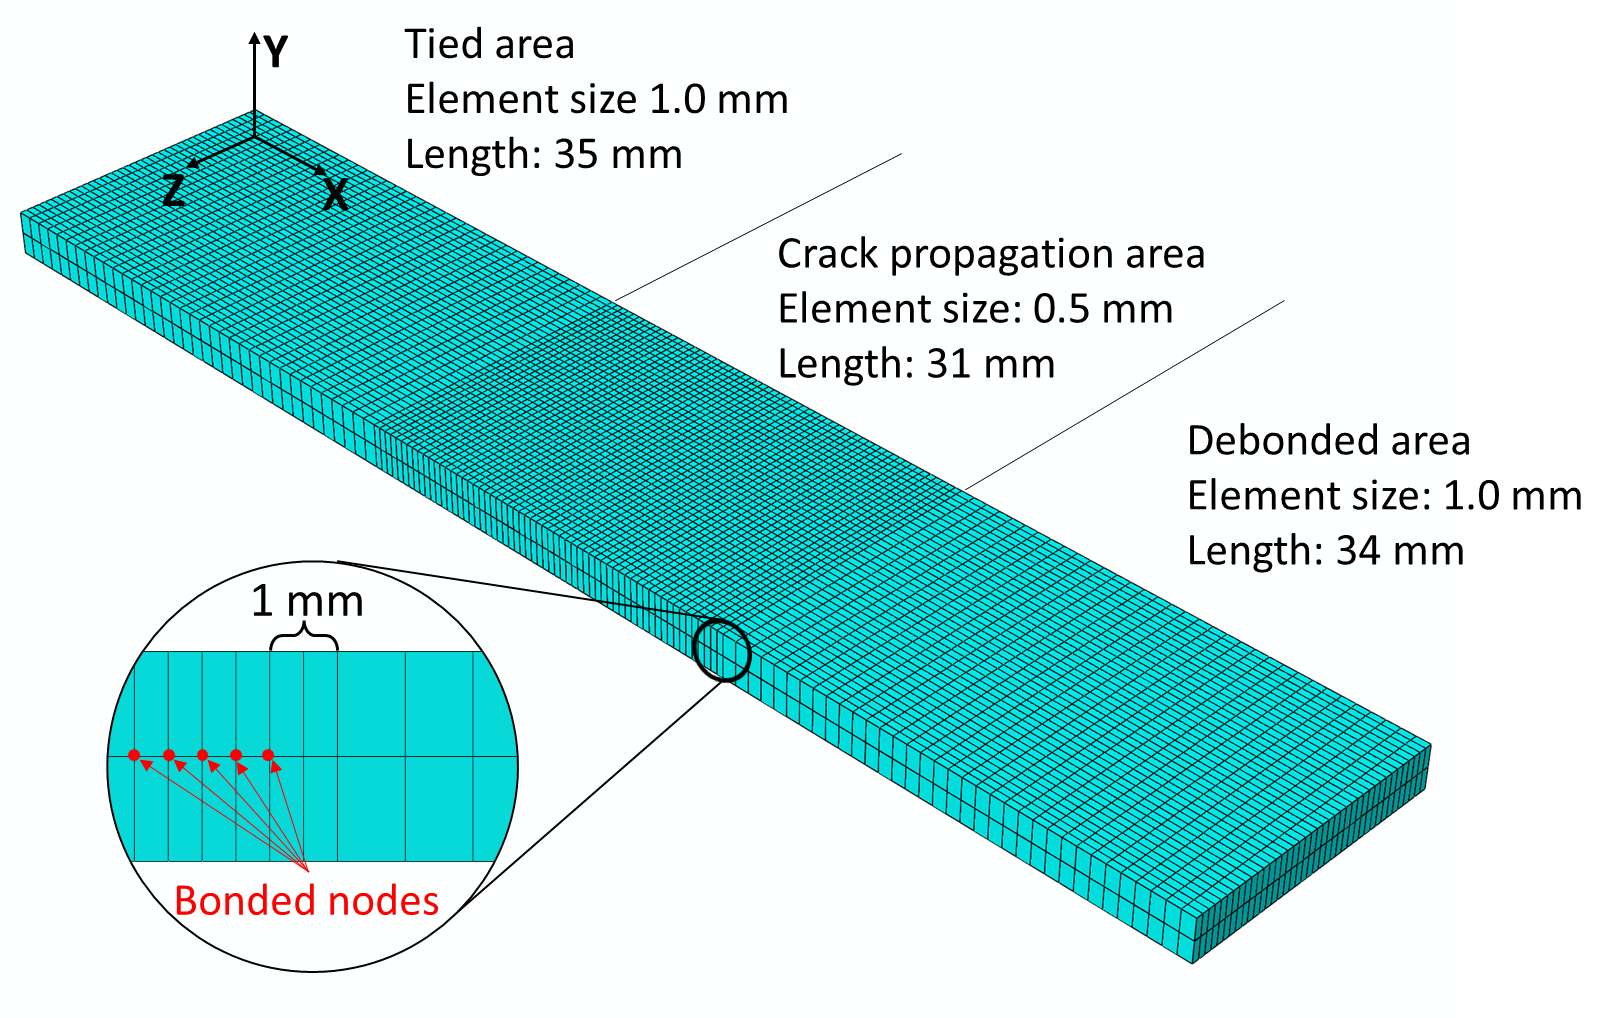 Y
Z
X
Tied area
Element size 1.0 mm
Length: 35 mm
Crack propagation area
Element size: 0.5 mm
Length: 31 mm
Debonded area
Element size: 1.0 mm
Length: 34 mm
1 mm
Bonded nodes